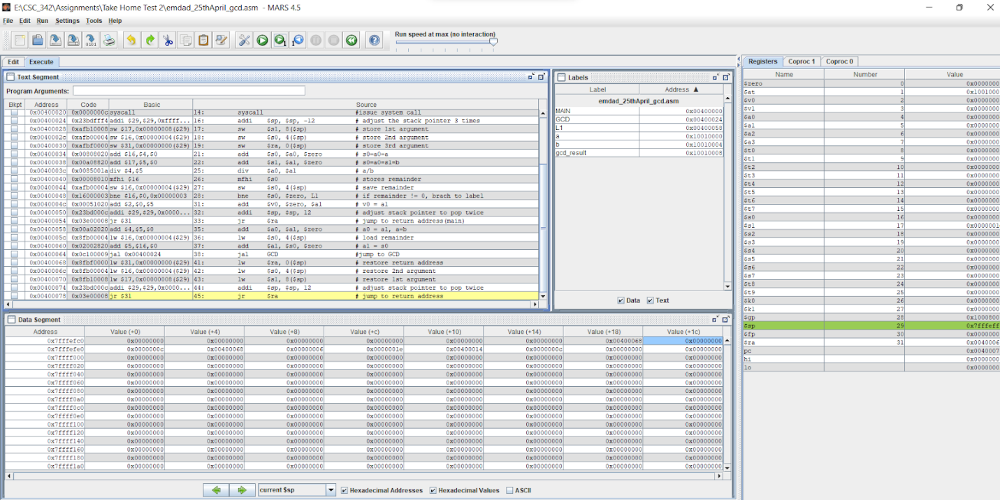 E:\CSC_342\Assignments\Take Home Test 2\emdad_25thApril_gcd.asm - MARS 4.5
File Edit Run Settings Tools Help
Run speed at max (no interaction)
Edit Execute
Text Segment
Program Arguments:
Bkpt Address Code Basic Source
0x00400020 0x0000000c syscall 14: syscall #issue system call
0x00400024 0x23bdfff4 addi $29,$29,0xffff... 16: addi $sp, $sp, -12 # adjust the stack pointer 3 times
0x00400028 0xafb10008 sw $17,0x00000008($29) 17: sw $s1, 8($sp) # store 1st argument
0x0040002c 0xafb00004 sw $16,0x00000004($29) 18: sw $s0, 4($sp) # store 2nd argument
0x00400030 0xafbf0000 sw $31,0x00000000($29) 19: sw $ra, 0($sp) # store 3rd argument
0x00400034 0x00808020 add $16,$4,$0 21: add $s0, $a0, $zero # s0=a0=a
0x00400038 0x00a08820 add $17,$5,$0 22: add $s1, $a1, $zero # s0=a0=s1=b
0x0040003c 0x0085001a div $4,$5 25: div $a0, $a1 # a/b
0x00400040 0x00008010 mfhi $16 26: mfhi $s0 # stores remainder
0x00400044 0xafb00004 sw $16,0x00000004($29) 27: sw $s0, 4($sp) # save remainder
0x00400048 0x16000003 bne $16,$0,0x00000003 28: bne $s0, $zero, L1 # if remainder != 0, brach to label
0x0040004c 0x00051020 add $2,$0,$5 31: add $v0, $zero, $a1 # v0 = a1
0x00400050 0x23bd000c addi $29,$29,0x0000... 32: addi $sp, $sp, 12 # adjust stack pointer to pop twice
0x00400054 0x03e00008 jr $31 33: jr $ra # jump to return address(main)
0x00400058 0x00a02020 add $4,$5,$0 35: add $a0, $a1, $zero # a0 = a1, a=b
0x0040005c 0x8fb00004 lw $16,0x00000004($29) 36: lw $s0, 4($sp) # load remainder
0x00400060 0x02002820 add $5,$16,$0 37: add $a1, $s0, $zero # a1 = s0
0x00400064 0x0c100009 jal 0x00400024 38: jal GCD #jump to GCD
0x00400068 0x8fbf0000 lw $31,0x00000000($29) 41: lw $ra, 0($sp) # restore return address
0x0040006c 0x8fb00004 lw $16,0x00000004($29) 42: lw $s0, 4($sp) # restore 2nd argument
0x00400070 0x8fb10008 lw $17,0x00000008($29) 43: lw $s1, 8($sp) # restore 1st argument
0x00400074 0x23bd000c addi $29,$29,0x0000... 44: addi $sp, $sp, 12 # adjust stack pointer to pop twice
0x00400078 0x03e00008 jr $31 45: jr $ra # jump to return address
Labels
Label Address ▲
emdad_25thApril_gcd.asm
MAIN 0x00400000
GCD 0x00400024
L1 0x00400058
a 0x10010000
b 0x10010004
gcd_result 0x10010008
Data Text
Data Segment
Address Value (+0) Value (+4) Value (+8) Value (+c) Value (+10) Value (+14) Value (+18) Value (+1c)
0x7fffefc0 0x00000000 0x00000000 0x00000000 0x00000000 0x00000000 0x00000000 0x00400068 0x00000000
0x7fffefe0 0x0000000c 0x00400068 0x00000006 0x0000001e 0x00400014 0x0000000c 0x00000000 0x00000000
0x7ffff000 0x00000000 0x00000000 0x00000000 0x00000000 0x00000000 0x00000000 0x00000000 0x00000000
0x7ffff020 0x00000000 0x00000000 0x00000000 0x00000000 0x00000000 0x00000000 0x00000000 0x00000000
0x7ffff040 0x00000000 0x00000000 0x00000000 0x00000000 0x00000000 0x00000000 0x00000000 0x00000000
0x7ffff060 0x00000000 0x00000000 0x00000000 0x00000000 0x00000000 0x00000000 0x00000000 0x00000000
0x7ffff080 0x00000000 0x00000000 0x00000000 0x00000000 0x00000000 0x00000000 0x00000000 0x00000000
0x7ffff0a0 0x00000000 0x00000000 0x00000000 0x00000000 0x00000000 0x00000000 0x00000000 0x00000000
0x7ffff0c0 0x00000000 0x00000000 0x00000000 0x00000000 0x00000000 0x00000000 0x00000000 0x00000000
0x7ffff0e0 0x00000000 0x00000000 0x00000000 0x00000000 0x00000000 0x00000000 0x00000000 0x00000000
0x7ffff100 0x00000000 0x00000000 0x00000000 0x00000000 0x00000000 0x00000000 0x00000000 0x00000000
0x7ffff120 0x00000000 0x00000000 0x00000000 0x00000000 0x00000000 0x00000000 0x00000000 0x00000000
0x7ffff140 0x00000000 0x00000000 0x00000000 0x00000000 0x00000000 0x00000000 0x00000000 0x00000000
0x7ffff160 0x00000000 0x00000000 0x00000000 0x00000000 0x00000000 0x00000000 0x00000000 0x00000000
0x7ffff180 0x00000000 0x00000000 0x00000000 0x00000000 0x00000000 0x00000000 0x00000000 0x00000000
0x7ffff1a0 0x00000000 0x00000000 0x00000000 0x00000000 0x00000000 0x00000000 0x00000000 0x00000000
current $sp Hexadecimal Addresses Hexadecimal Values ASCII
Registers Coproc 1 Coproc 0
Name Number Value
$zero 0 0x0000000
$at 1 0x1001000
$v0 2 0x0000000
$v1 3 0x0000000
$a0 4 0x0000000
$a1 5 0x0000000
$a2 6 0x0000000
$a3 7 0x0000000
$t0 8 0x0000000
$t1 9 0x0000000
$t2 10 0x0000000
$t3 11 0x0000000
$t4 12 0x0000000
$t5 13 0x0000000
$t6 14 0x0000000
$t7 15 0x0000000
$s0 16 0x0000000
$s1 17 0x0000001
$s2 18 0x0000000
$s3 19 0x0000000
$s4 20 0x0000000
$s5 21 0x0000000
$s6 22 0x0000000
$s7 23 0x0000000
$t8 24 0x0000000
$t9 25 0x0000000
$k0 26 0x0000000
$k1 27 0x0000000
$gp 28 0x1000800
$sp 29 0x7fffeff
$fp 30 0x0000000
$ra 31 0x0040006
pc 0x0040007
hi 0x0000000
lo 0x0000000